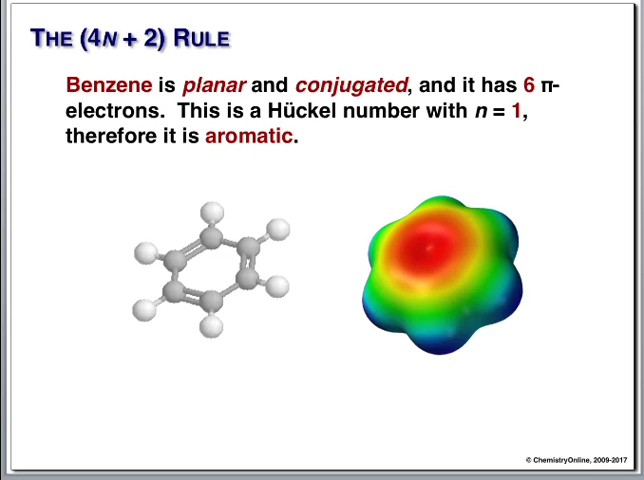 THE (4N + 2) RULE
Benzene is planar and conjugated, and it has 6 π-
electrons. This is a Hückel number with n = 1,
therefore it is aromatic.
© ChemistryOnline, 2009-2017